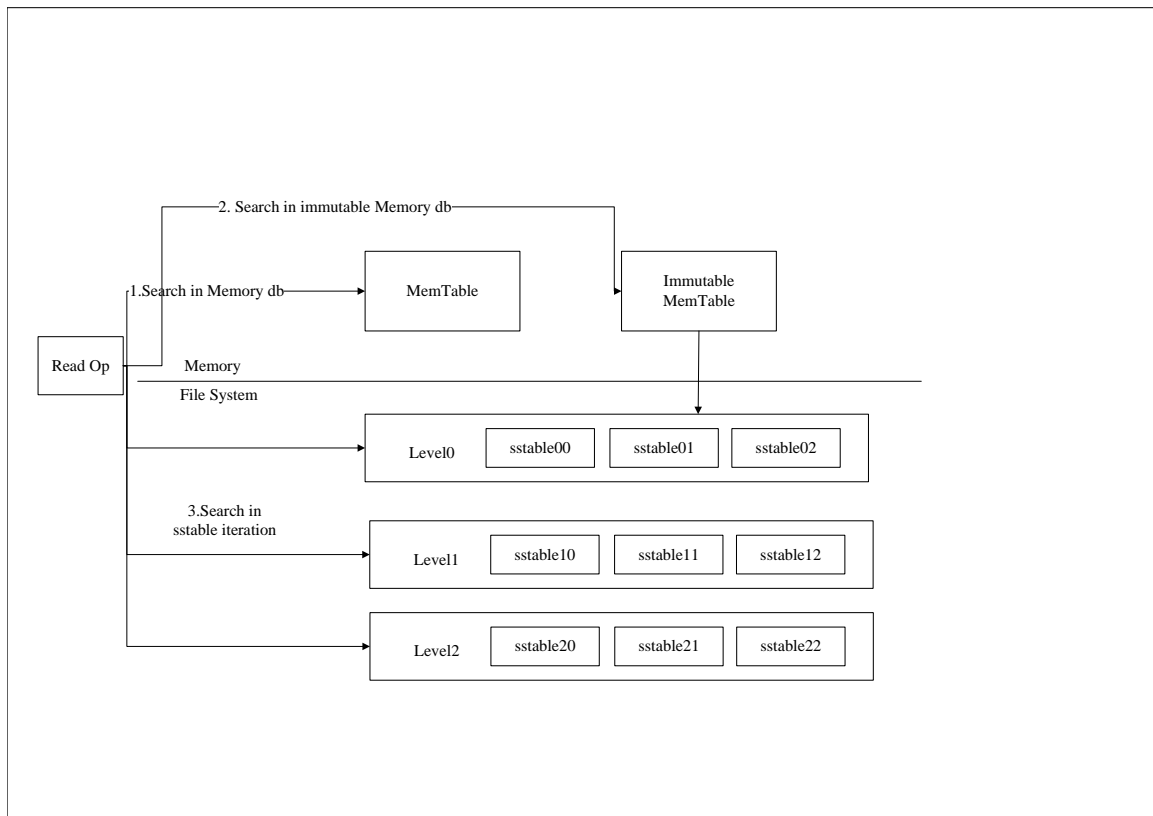 2. Search in immutable Memory db
1.Search in Memory db
MemTable
Immutable
MemTable
Read Op
Memory
File System
Level0
sstable00
sstable01
sstable02
3.Search in
sstable iteration
Level1
sstable10
sstable11
sstable12
Level2
sstable20
sstable21
sstable22